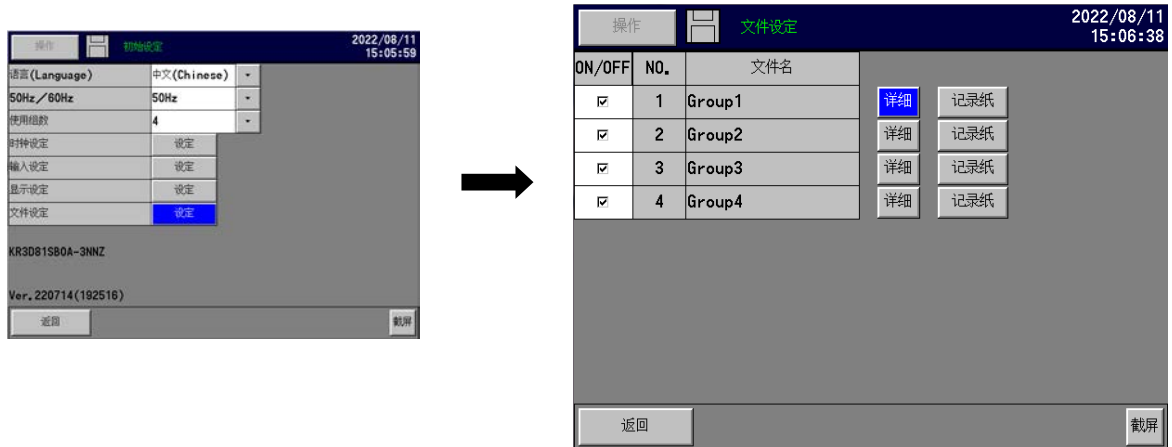 操作 初始设定 2022/08/11
15:05:59
语言(Language) 中文(Chinese)
50Hz/60Hz 50Hz
使用组数 4
时钟设定 设定
输入设定 设定
显示设定 设定
文件设定 设定
KR3D81SB0A-3NNZ
Ver.220714(192516)
返回 截屏
操作 文件设定 2022/08/11
15:06:38
ON/OFF NO. 文件名
1 Group1 详细 记录纸
2 Group2 详细 记录纸
3 Group3 详细 记录纸
4 Group4 详细 记录纸
返回 截屏